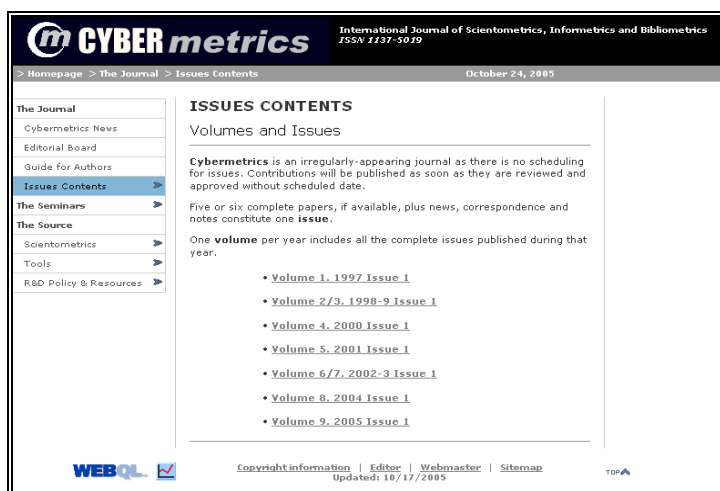 CYBERmetrics
International Journal of Scientometrics, Informetrics and Bibliometrics
ISSN 1137-5019
> Homepage > The Journal > Issues Contents
October 24, 2005
The Journal
Cybermetrics News
Editorial Board
Guide for Authors
Issues Contents
The Seminars
The Source
Scientometrics
Tools
R&D Policy & Resources
ISSUES CONTENTS
Volumes and Issues
Cybermetrics is an irregularly-appearing journal as there is no scheduling
for issues. Contributions will be published as soon as they are reviewed and
approved without scheduled date.
Five or six complete papers, if available, plus news, correspondence and
notes constitute one issue.
One volume per year includes all the complete issues published during that
year.
• Volume 1. 1997 Issue 1
• Volume 2/3. 1998-9 Issue 1
• Volume 4. 2000 Issue 1
• Volume 5. 2001 Issue 1
• Volume 6/7. 2002-3 Issue 1
• Volume 8. 2004 Issue 1
• Volume 9. 2005 Issue 1
WEBQL
Copyright information | Editor | Webmaster | Sitemap
Updated: 10/17/2005
TOP